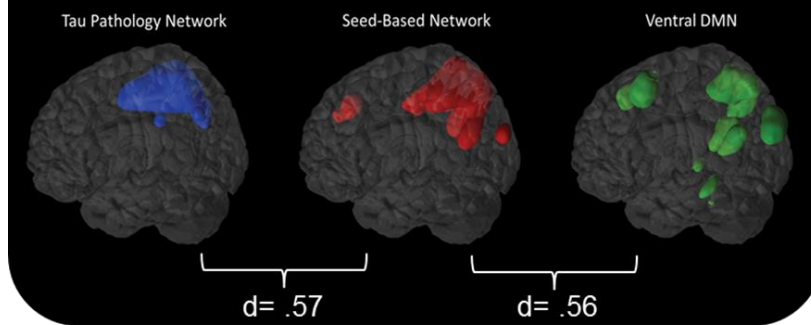 Tau Pathology Network
Seed-Based Network
Ventral DMN
d= .57
d= .56